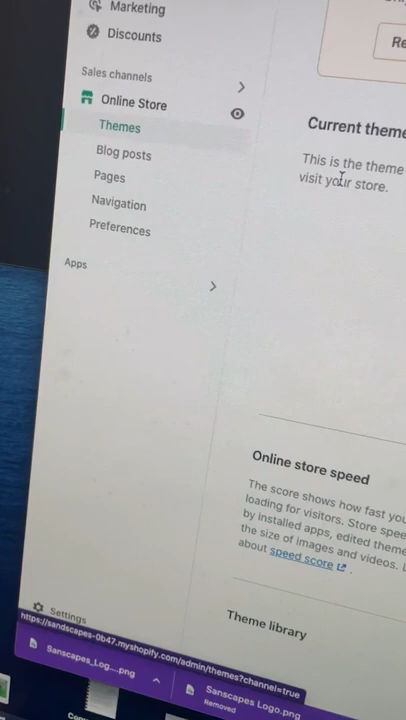 Marketing
Discounts
Re
Sales channels
Online Store
Themes
Blog posts
Pages
Navigation
Preferences
Apps
Current theme
This is the theme
visit your store.
Online store speed
The score shows how fast you
loading for visitors. Store spee
by installed apps, edited theme
the size of images and videos. L
about speed score .
Theme library
Settings
https://sandscapes-0b47.myshopify.com/admin/themes?channel=true
Sanscapes_Log....png
Sanscapes Logo.png
Removed